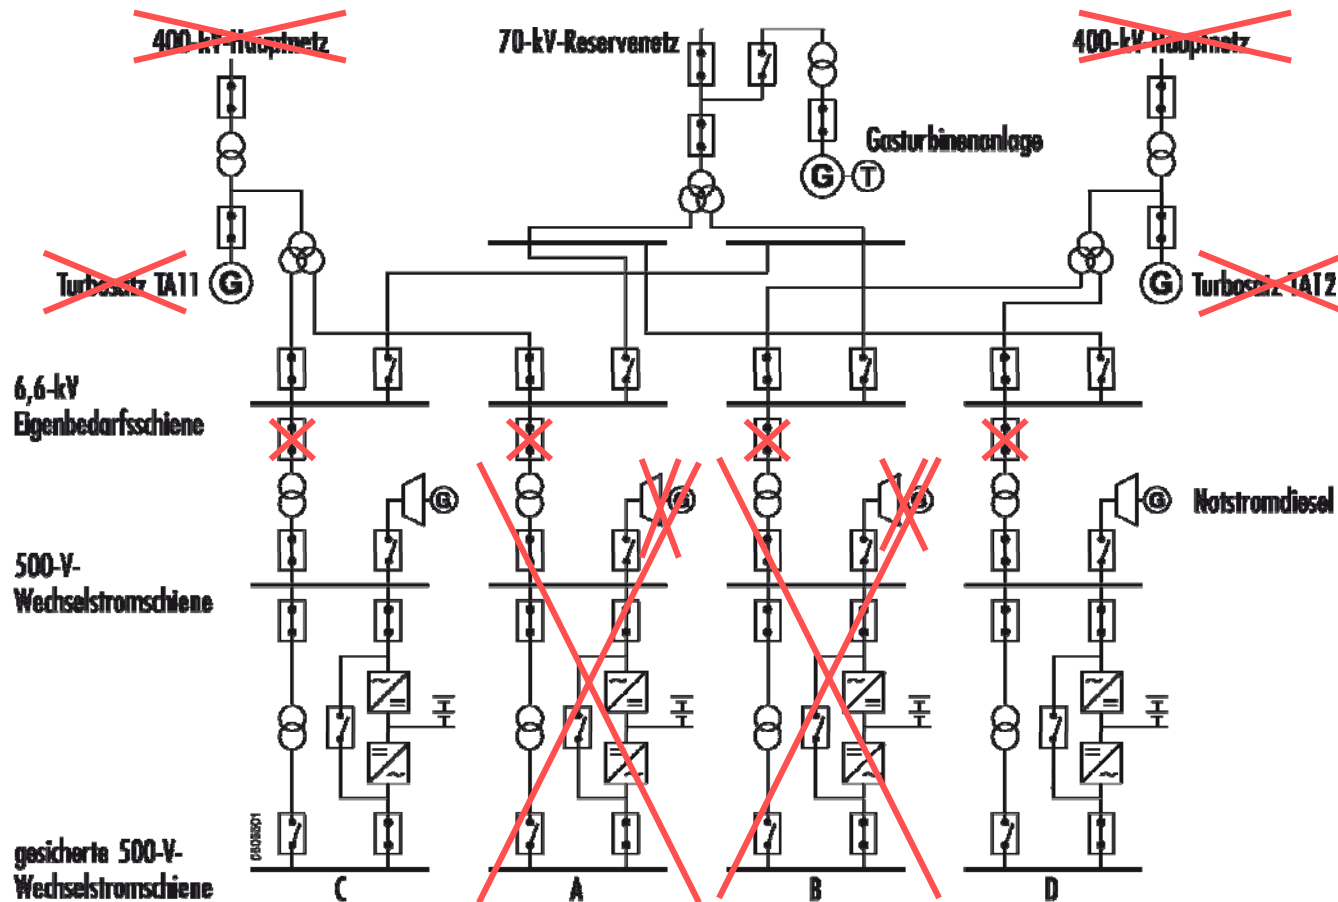 400-kV-Hauptnetz
70-kV-Reservenetz
400-kV-Hauptnetz
Gasturbinenanlage
G
T
Turbosatz TA11
G
G
Turbosatz TA12
6,6-kV
Eigenbedarfsschiene
G
G
G
G
Notstromdiesel
500-V-
Wechselstromschiene
gesicherte 500-V-
Wechselstromschiene
C
A
B
D